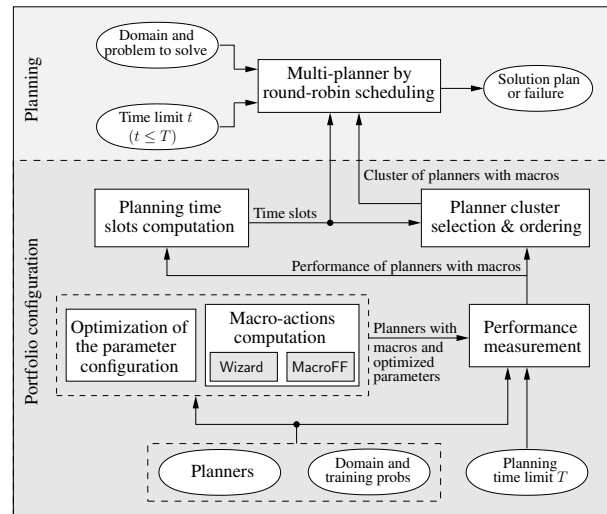 Planning
Domain and
problem to solve
Time limit t
(t ≤ T)
Multi-planner by
round-robin scheduling
Solution plan
or failure
Portfolio configuration
Cluster of planners with macros
Planning time
slots computation
Time slots
Planner cluster
selection & ordering
Performance of planners with macros
Optimization of
the parameter
configuration
Macro-actions
computation
Wizard
MacroFF
Planners with
macros and
optimized
parameters
Performance
measurement
Planners
Domain and
training probs
Planning
time limit T